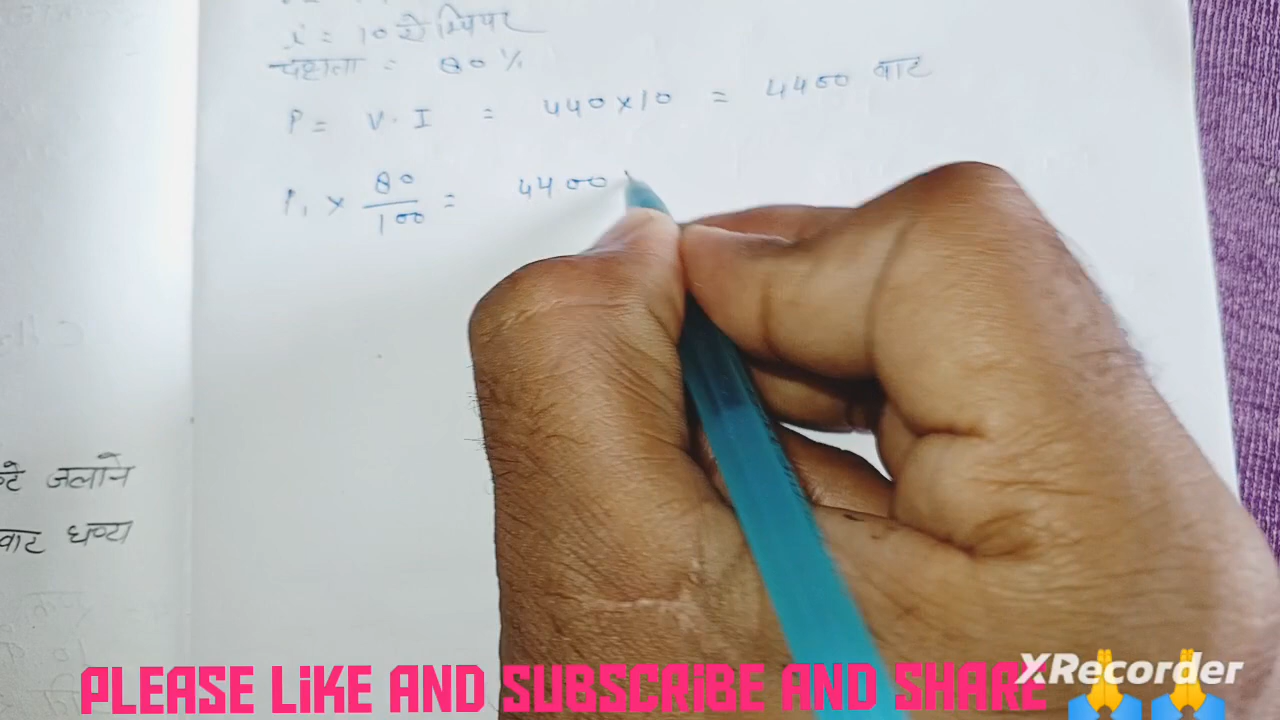 i = 10 ऐम्पियर
दक्षता = 80 %
P = V · I = 440 × 10 = 4400 वाट
P₁ × 80/100 = 4400
जलाने
वाट घण्टा
PLEASE LIKE AND SUBSCRIBE AND SHARE 🙏🙏
XRecorder